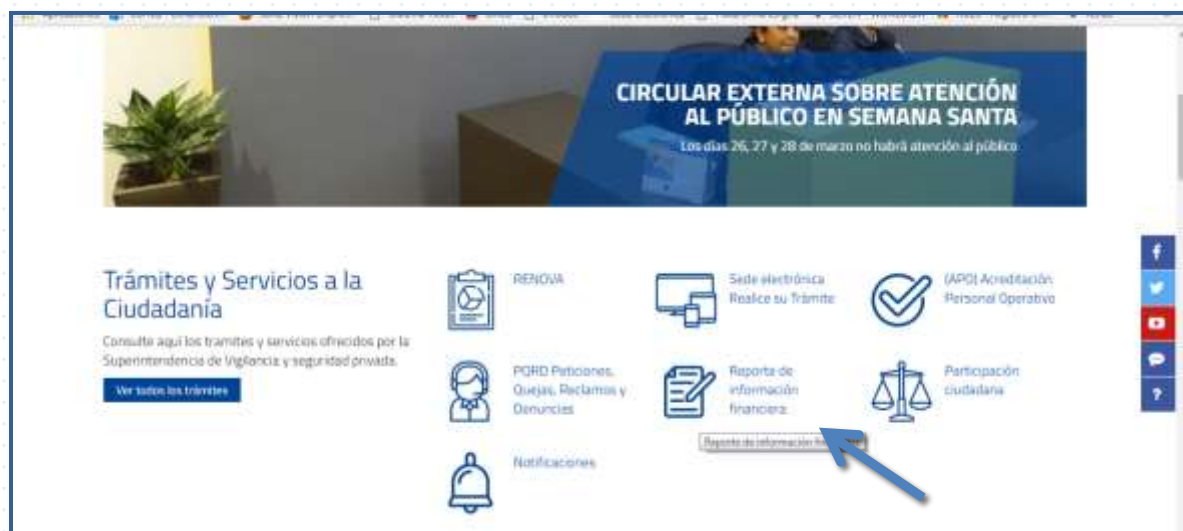 CIRCULAR EXTERNA SOBRE ATENCIÓN
AL PÚBLICO EN SEMANA SANTA
Los días 26, 27 y 28 de marzo no habrá atención al público
Trámites y Servicios a la
Ciudadanía
Consulte aquí los tramites y servicios ofrecidos por la
Superintendencia de Vigilancia y seguridad privada.
Ver todos los trámites
RENOVA
Sede electrónica
Realice su Trámite
(APO) Acreditación
Personal Operativo
PQRD Peticiones,
Quejas, Reclamos y
Denuncias
Reporte de
información
financiera
Participación
ciudadana
Reporte de información
Notificaciones
f
?